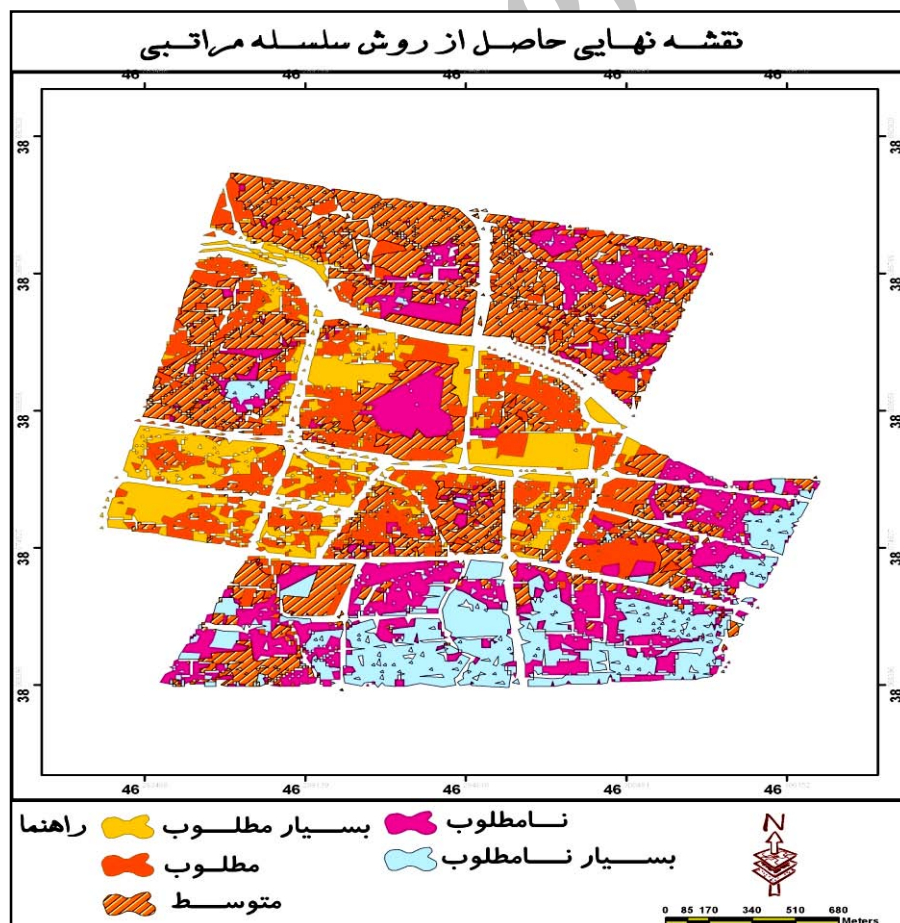 نقشه نهایی حاصل از روش سلسله مراتبی
46 46 46 46 46
38 38
38 38
38 38
38 38
38 38
46 46 46 46 46
راهنما
بسیار مطلوب
مطلوب
متوسط
نامطلوب
بسیار نامطلوب
N
0 85 170 340 510 680
Meters